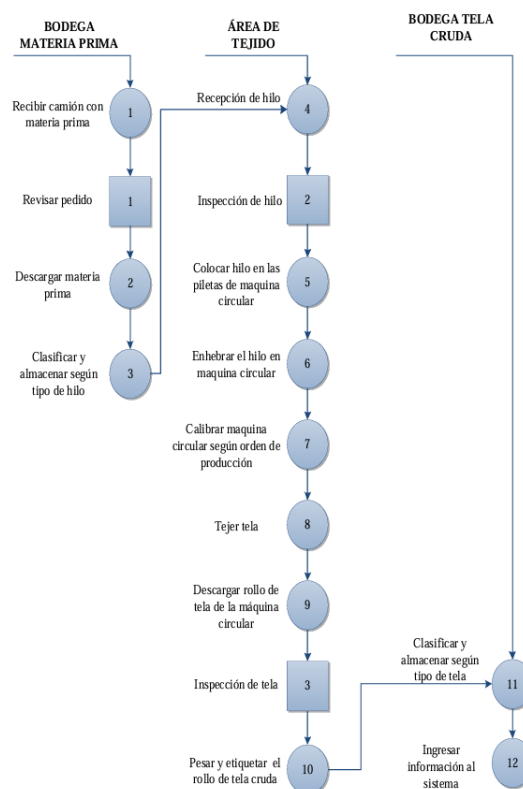 BODEGA
MATERIA PRIMA
Recibir camión con
materia prima
1
Revisar pedido
1
Descargar materia
prima
2
Clasificar y
almacenar según
tipo de hilo
3
ÁREA DE
TEJIDO
Recepción de hilo
4
Inspección de hilo
2
Colocar hilo en las
piletas de maquina
circular
5
Enhebrar el hilo en
maquina circular
6
Calibrar maquina
circular según orden de
producción
7
Tejer tela
8
Descargar rollo de
tela de la máquina
circular
9
Inspección de tela
3
Pesar y etiquetar el
rollo de tela cruda
10
BODEGA TELA
CRUDA
Clasificar y
almacenar según
tipo de tela
11
Ingresar
información al
sistema
12